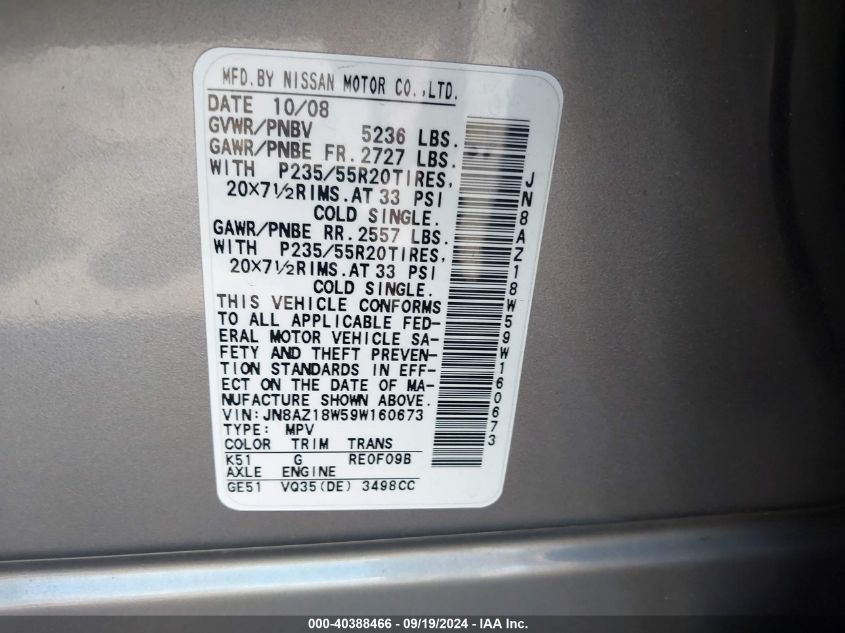 MFD.BY NISSAN MOTOR CO.,LTD.
DATE 10/08
GVWR/PNBV 5236 LBS.
GAWR/PNBE FR. 2727 LBS.
WITH P235/55R20TIRES,
20×7½RIMS.AT 33 PSI
COLD SINGLE.
GAWR/PNBE RR. 2557 LBS.
WITH P235/55R20TIRES,
20×7½RIMS.AT 33 PSI
COLD SINGLE.
THIS VEHICLE CONFORMS
TO ALL APPLICABLE FED-
ERAL MOTOR VEHICLE SA-
FETY AND THEFT PREVEN-
TION STANDARDS IN EFF-
ECT ON THE DATE OF MA-
NUFACTURE SHOWN ABOVE.
VIN:JN8AZ18W59W160673
TYPE: MPV
COLOR TRIM TRANS
K51 G RE0F09B
AXLE ENGINE
GE51 VQ35(DE) 3498CC
JN8AZ18W59W160673
000-40388466 - 09/19/2024 - IAA Inc.